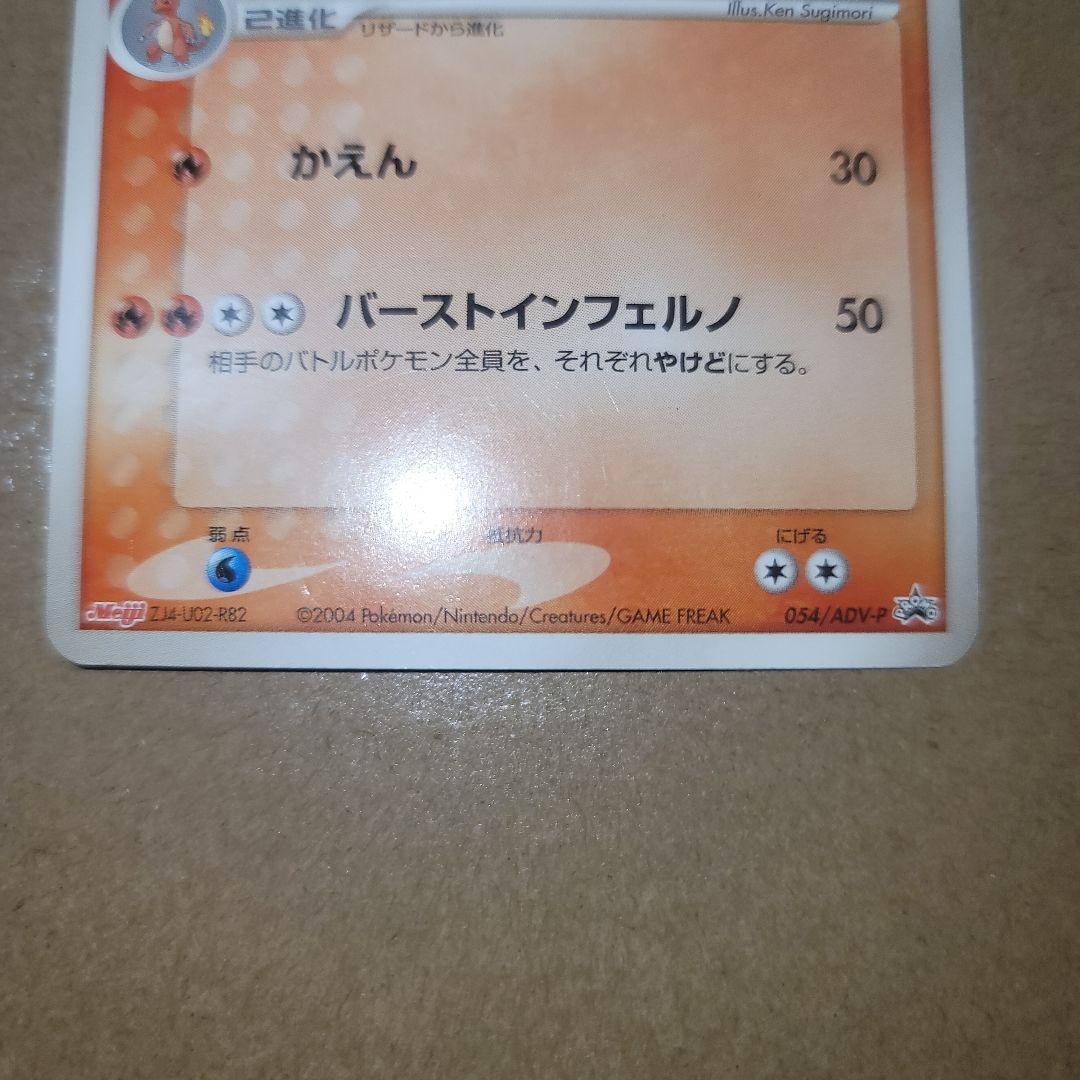 Illus.Ken Sugimori
2進化 リザードから進化
かえん 30
バーストインフェルノ 50
相手のバトルポケモン全員を、それぞれやけどにする。
弱点 抵抗力 にげる
Meiji ZJ4-U02-R82 ©2004 Pokémon/Nintendo/Creatures/GAME FREAK 054/ADV-P
PROMO